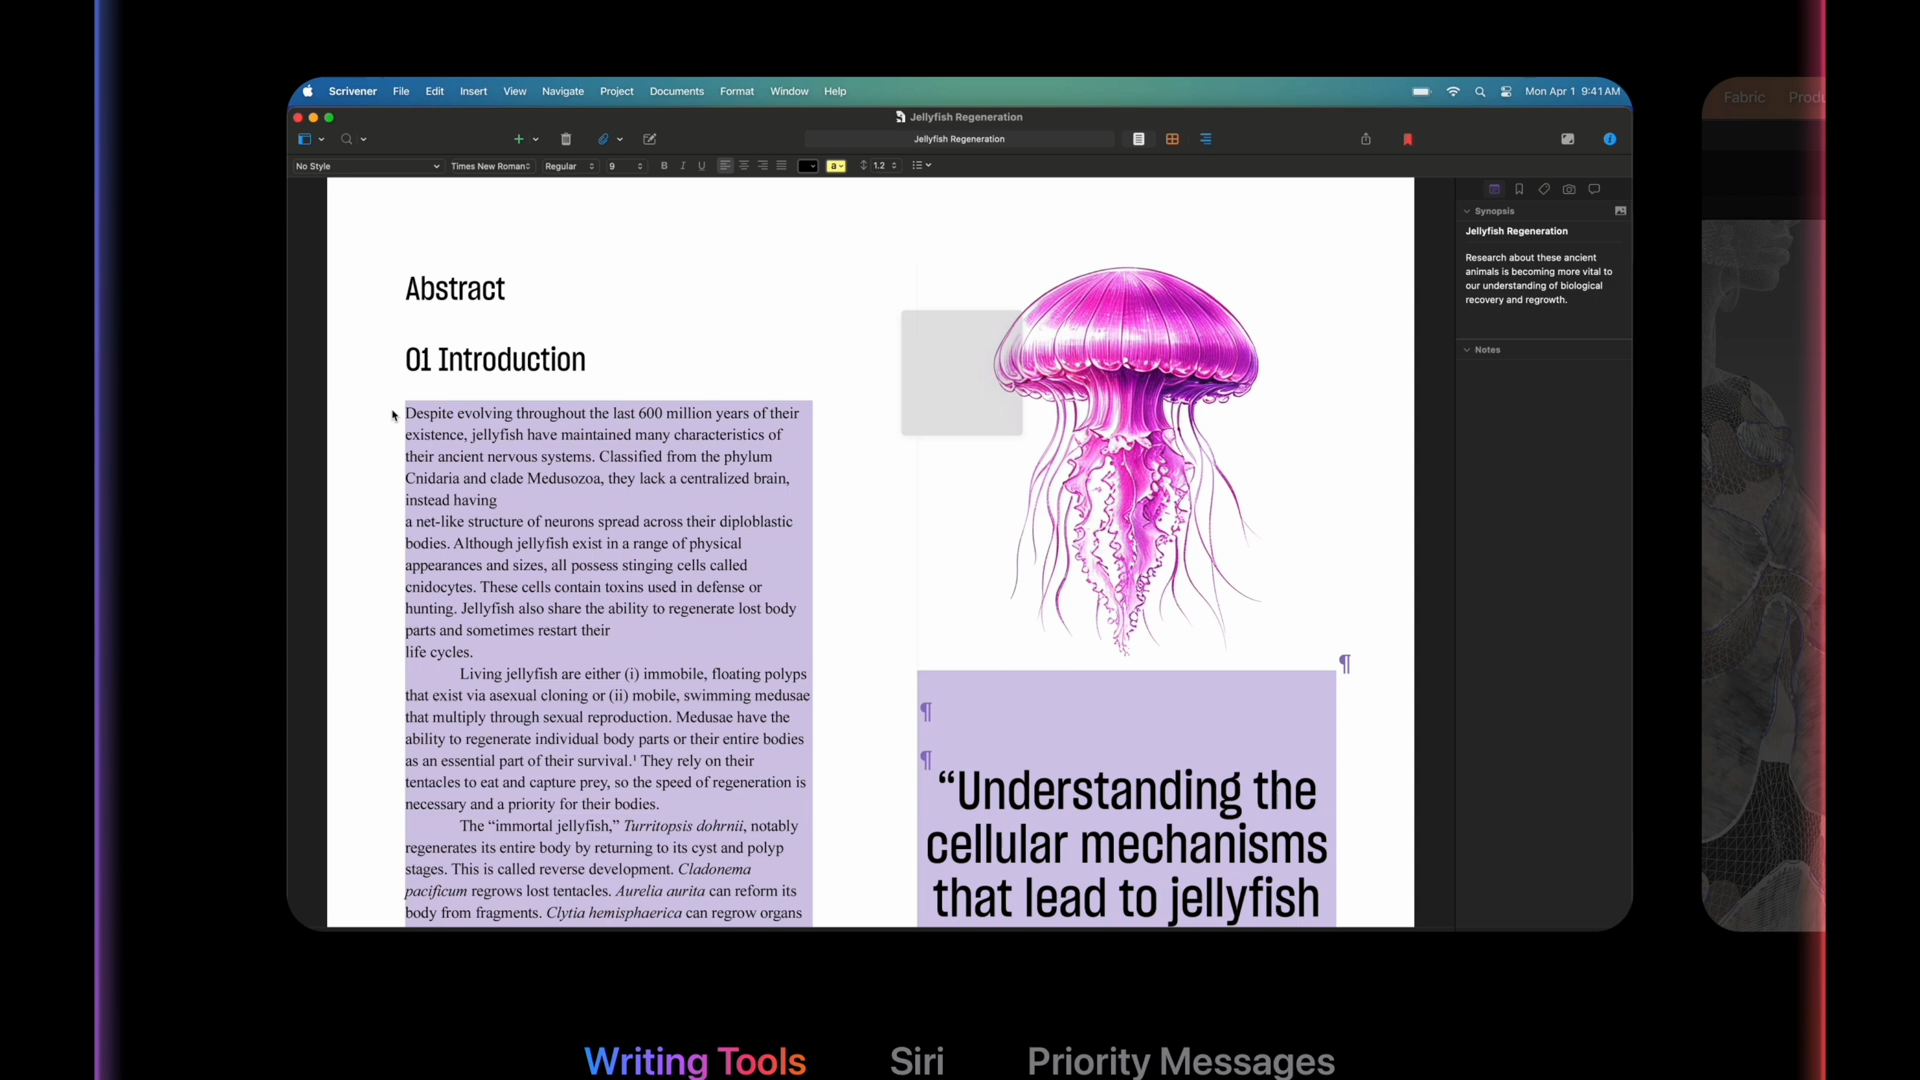 Scrivener File Edit Insert View Navigate Project Documents Format Window Help
Mon Apr 1 9:41 AM
Fabric
Jellyfish Regeneration
Jellyfish Regeneration
No Style
Times New Roman
Regular
9
B I U
a
1.2
Abstract
01 Introduction
Despite evolving throughout the last 600 million years of their
existence, jellyfish have maintained many characteristics of
their ancient nervous systems. Classified from the phylum
Cnidaria and clade Medusozoa, they lack a centralized brain,
instead having
a net-like structure of neurons spread across their diploblastic
bodies. Although jellyfish exist in a range of physical
appearances and sizes, all possess stinging cells called
cnidocytes. These cells contain toxins used in defense or
hunting. Jellyfish also share the ability to regenerate lost body
parts and sometimes restart their
life cycles.
Living jellyfish are either (i) immobile, floating polyps
that exist via asexual cloning or (ii) mobile, swimming medusae
that multiply through sexual reproduction. Medusae have the
ability to regenerate individual body parts or their entire bodies
as an essential part of their survival.¹ They rely on their
tentacles to eat and capture prey, so the speed of regeneration is
necessary and a priority for their bodies.
The “immortal jellyfish,” Turritopsis dohrnii, notably
regenerates its entire body by returning to its cyst and polyp
stages. This is called reverse development. Cladonema
pacificum regrows lost tentacles. Aurelia aurita can reform its
body from fragments. Clytia hemisphaerica can regrow organs
¶
¶
¶
“Understanding the
cellular mechanisms
that lead to jellyfish
Synopsis
Jellyfish Regeneration
Research about these ancient
animals is becoming more vital to
our understanding of biological
recovery and regrowth.
Notes
Writing Tools
Siri
Priority Messages